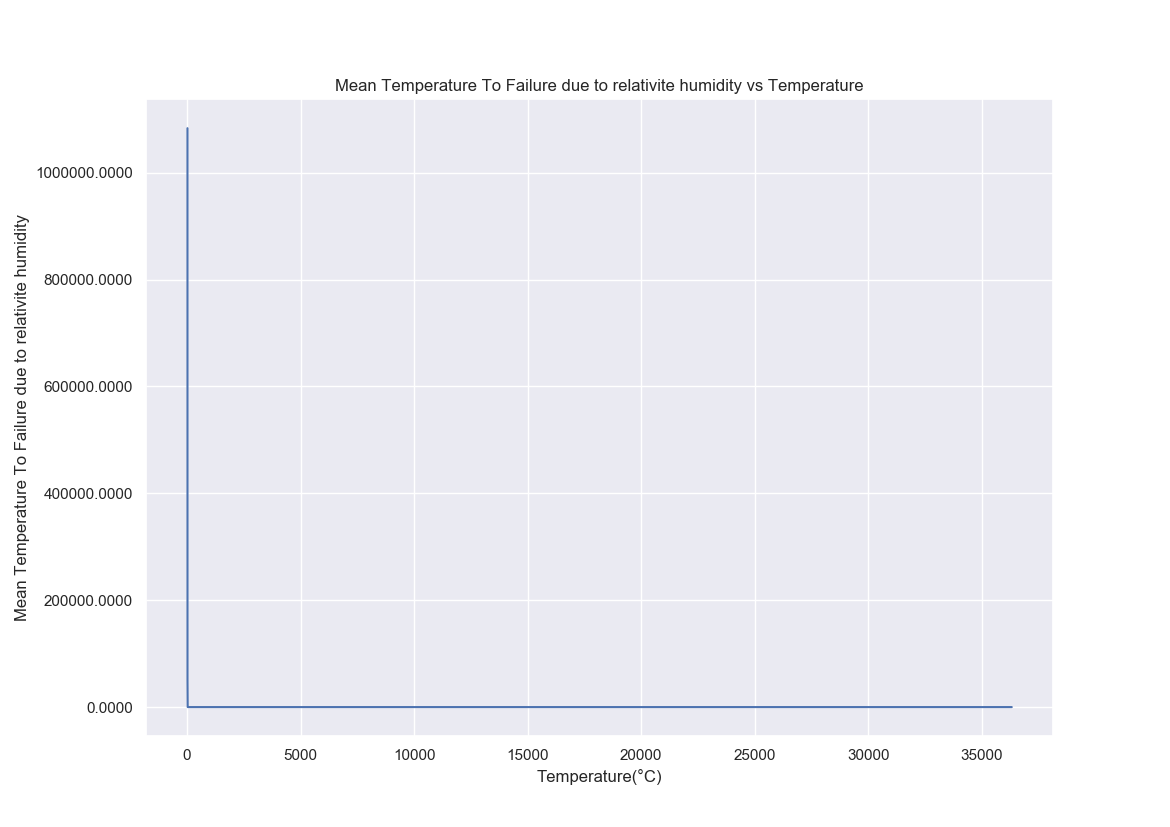 Mean Temperature To Failure due to relativite humidity vs Temperature
Mean Temperature To Failure due to relativite humidity
1000000.0000
800000.0000
600000.0000
400000.0000
200000.0000
0.0000
0 5000 10000 15000 20000 25000 30000 35000
Temperature(°C)